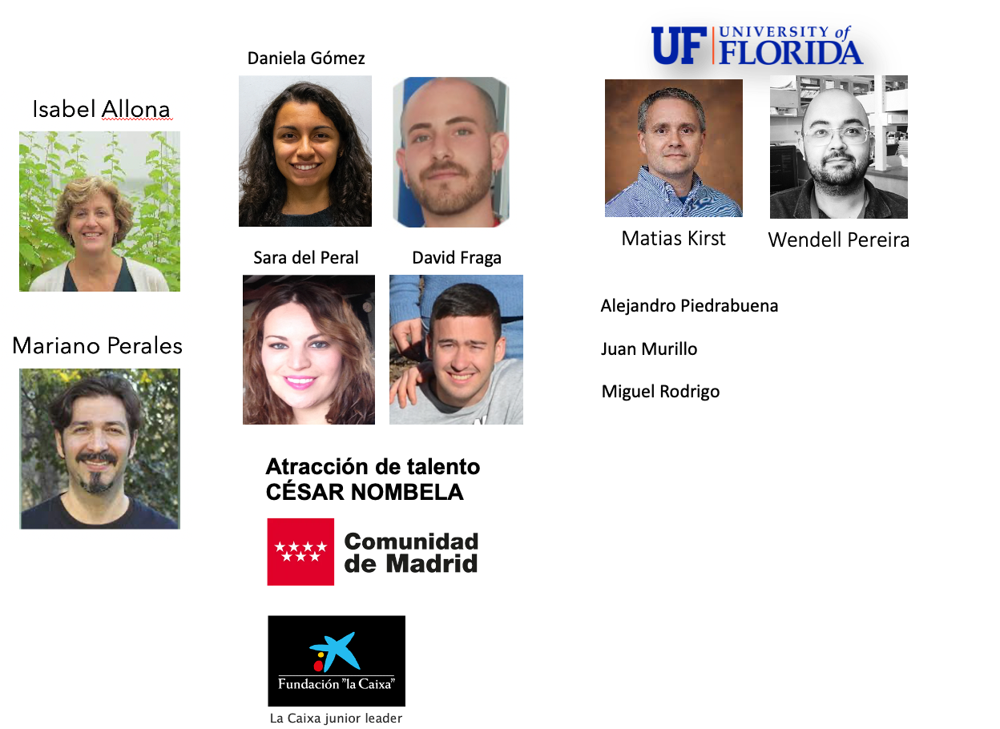 Isabel Allona
Mariano Perales
Daniela Gómez
Sara del Peral
David Fraga
Atracción de talento
CÉSAR NOMBELA
Comunidad
de Madrid
Fundación "la Caixa"
La Caixa junior leader
UF UNIVERSITY of
FLORIDA
Matias Kirst
Wendell Pereira
Alejandro Piedrabuena
Juan Murillo
Miguel Rodrigo